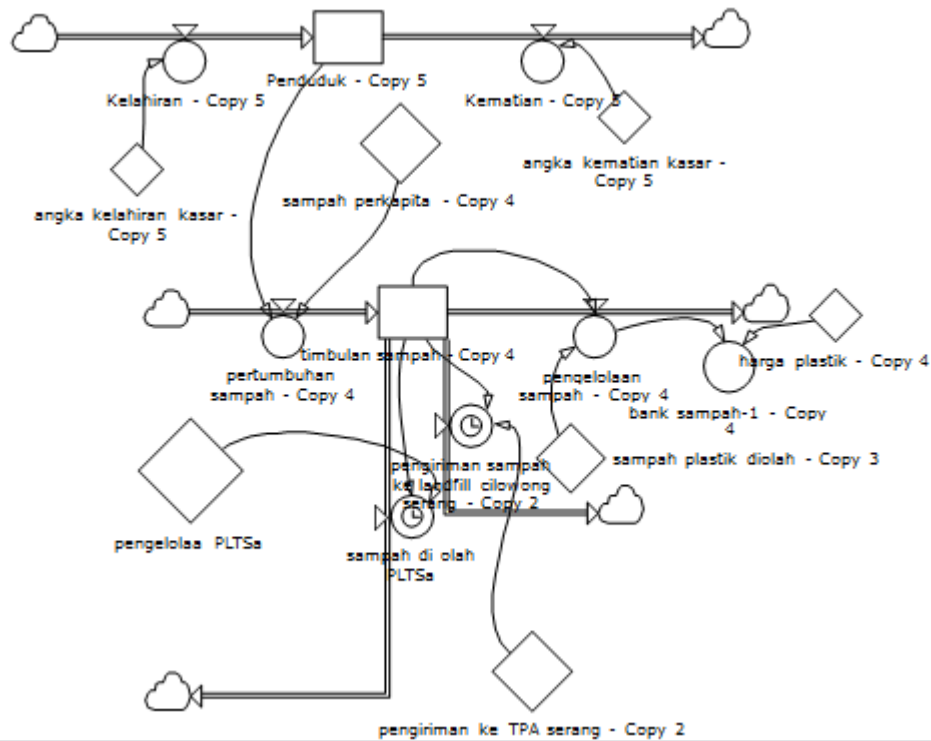 Penduduk - Copy 5
Kelahiran - Copy 5
Kematian - Copy 5
angka kematian kasar -
Copy 5
sampah perkapita - Copy 4
angka kelahiran kasar -
Copy 5
timbulan sampah - Copy 4
harga plastik - Copy 4
pertumbuhan
sampah - Copy 4
pengelolaan
sampah - Copy 4
bank sampah-1 - Copy
4
pengiriman sampah
ke landfill cilowong
serang - Copy 2
sampah plastik diolah - Copy 3
pengelolaa PLTSa
sampah di olah
PLTSa
pengiriman ke TPA serang - Copy 2